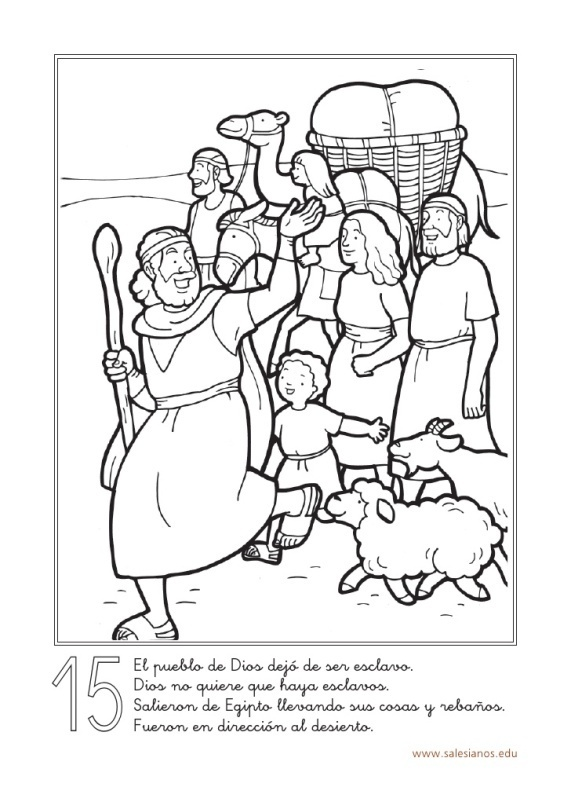 15
El pueblo de Dios dejó de ser esclavo.
Dios no quiere que haya esclavos.
Salieron de Egipto llevando sus cosas y rebaños.
Fueron en dirección al desierto.
www.salesianos.edu